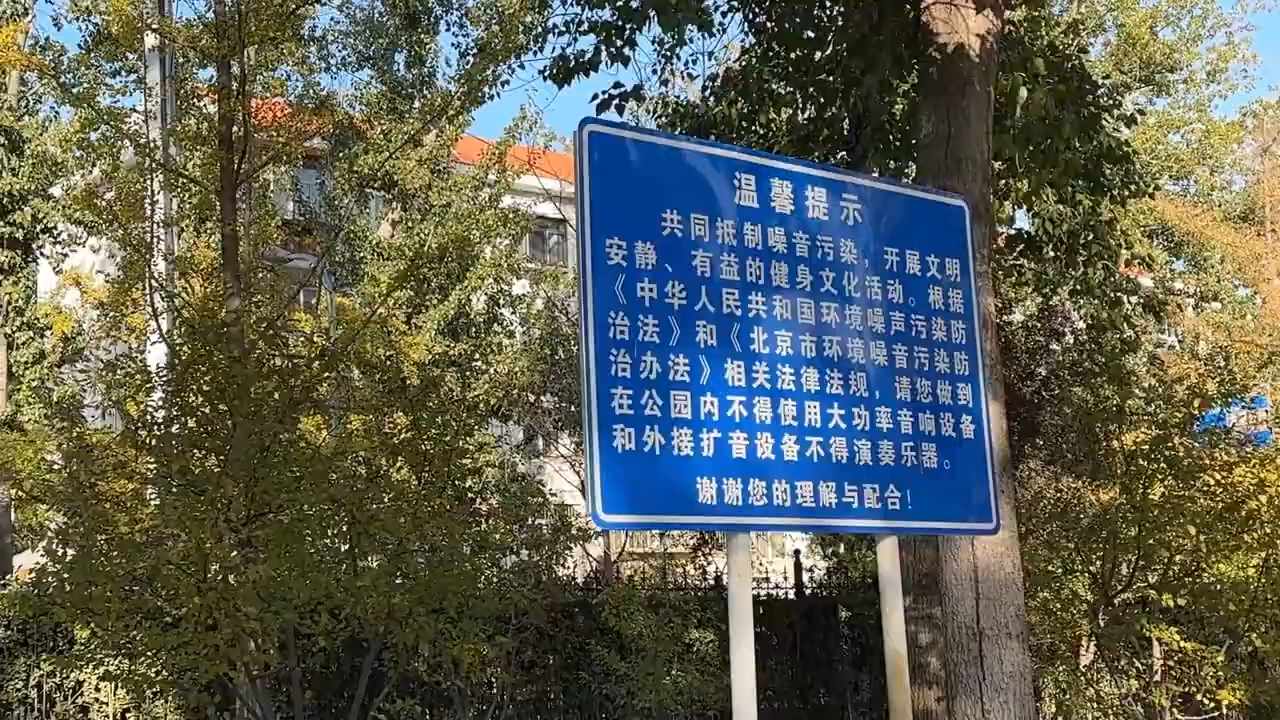 温馨提示
共同抵制噪音污染，开展文明
安静、有益的健身文化活动。根据
《中华人民共和国环境噪声污染防
治法》和《北京市环境噪音污染防
治办法》相关法律法规，请您做到
在公园内不得使用大功率音响设备
和外接扩音设备不得演奏乐器。
谢谢您的理解与配合！